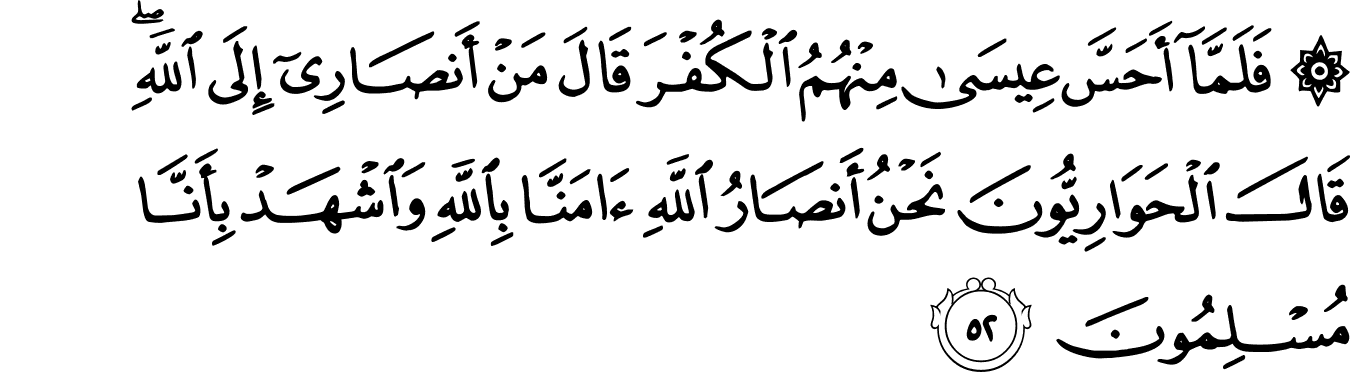 ۞ فَلَمَّآ أَحَسَّ عِيسَىٰ مِنْهُمُ ٱلْكُفْرَ قَالَ مَنْ أَنصَارِىٓ إِلَى ٱللَّهِ ۖ
قَالَ ٱلْحَوَارِيُّونَ نَحْنُ أَنصَارُ ٱللَّهِ ءَامَنَّا بِٱللَّهِ وَٱشْهَدْ بِأَنَّا
مُسْلِمُونَ ٥٢